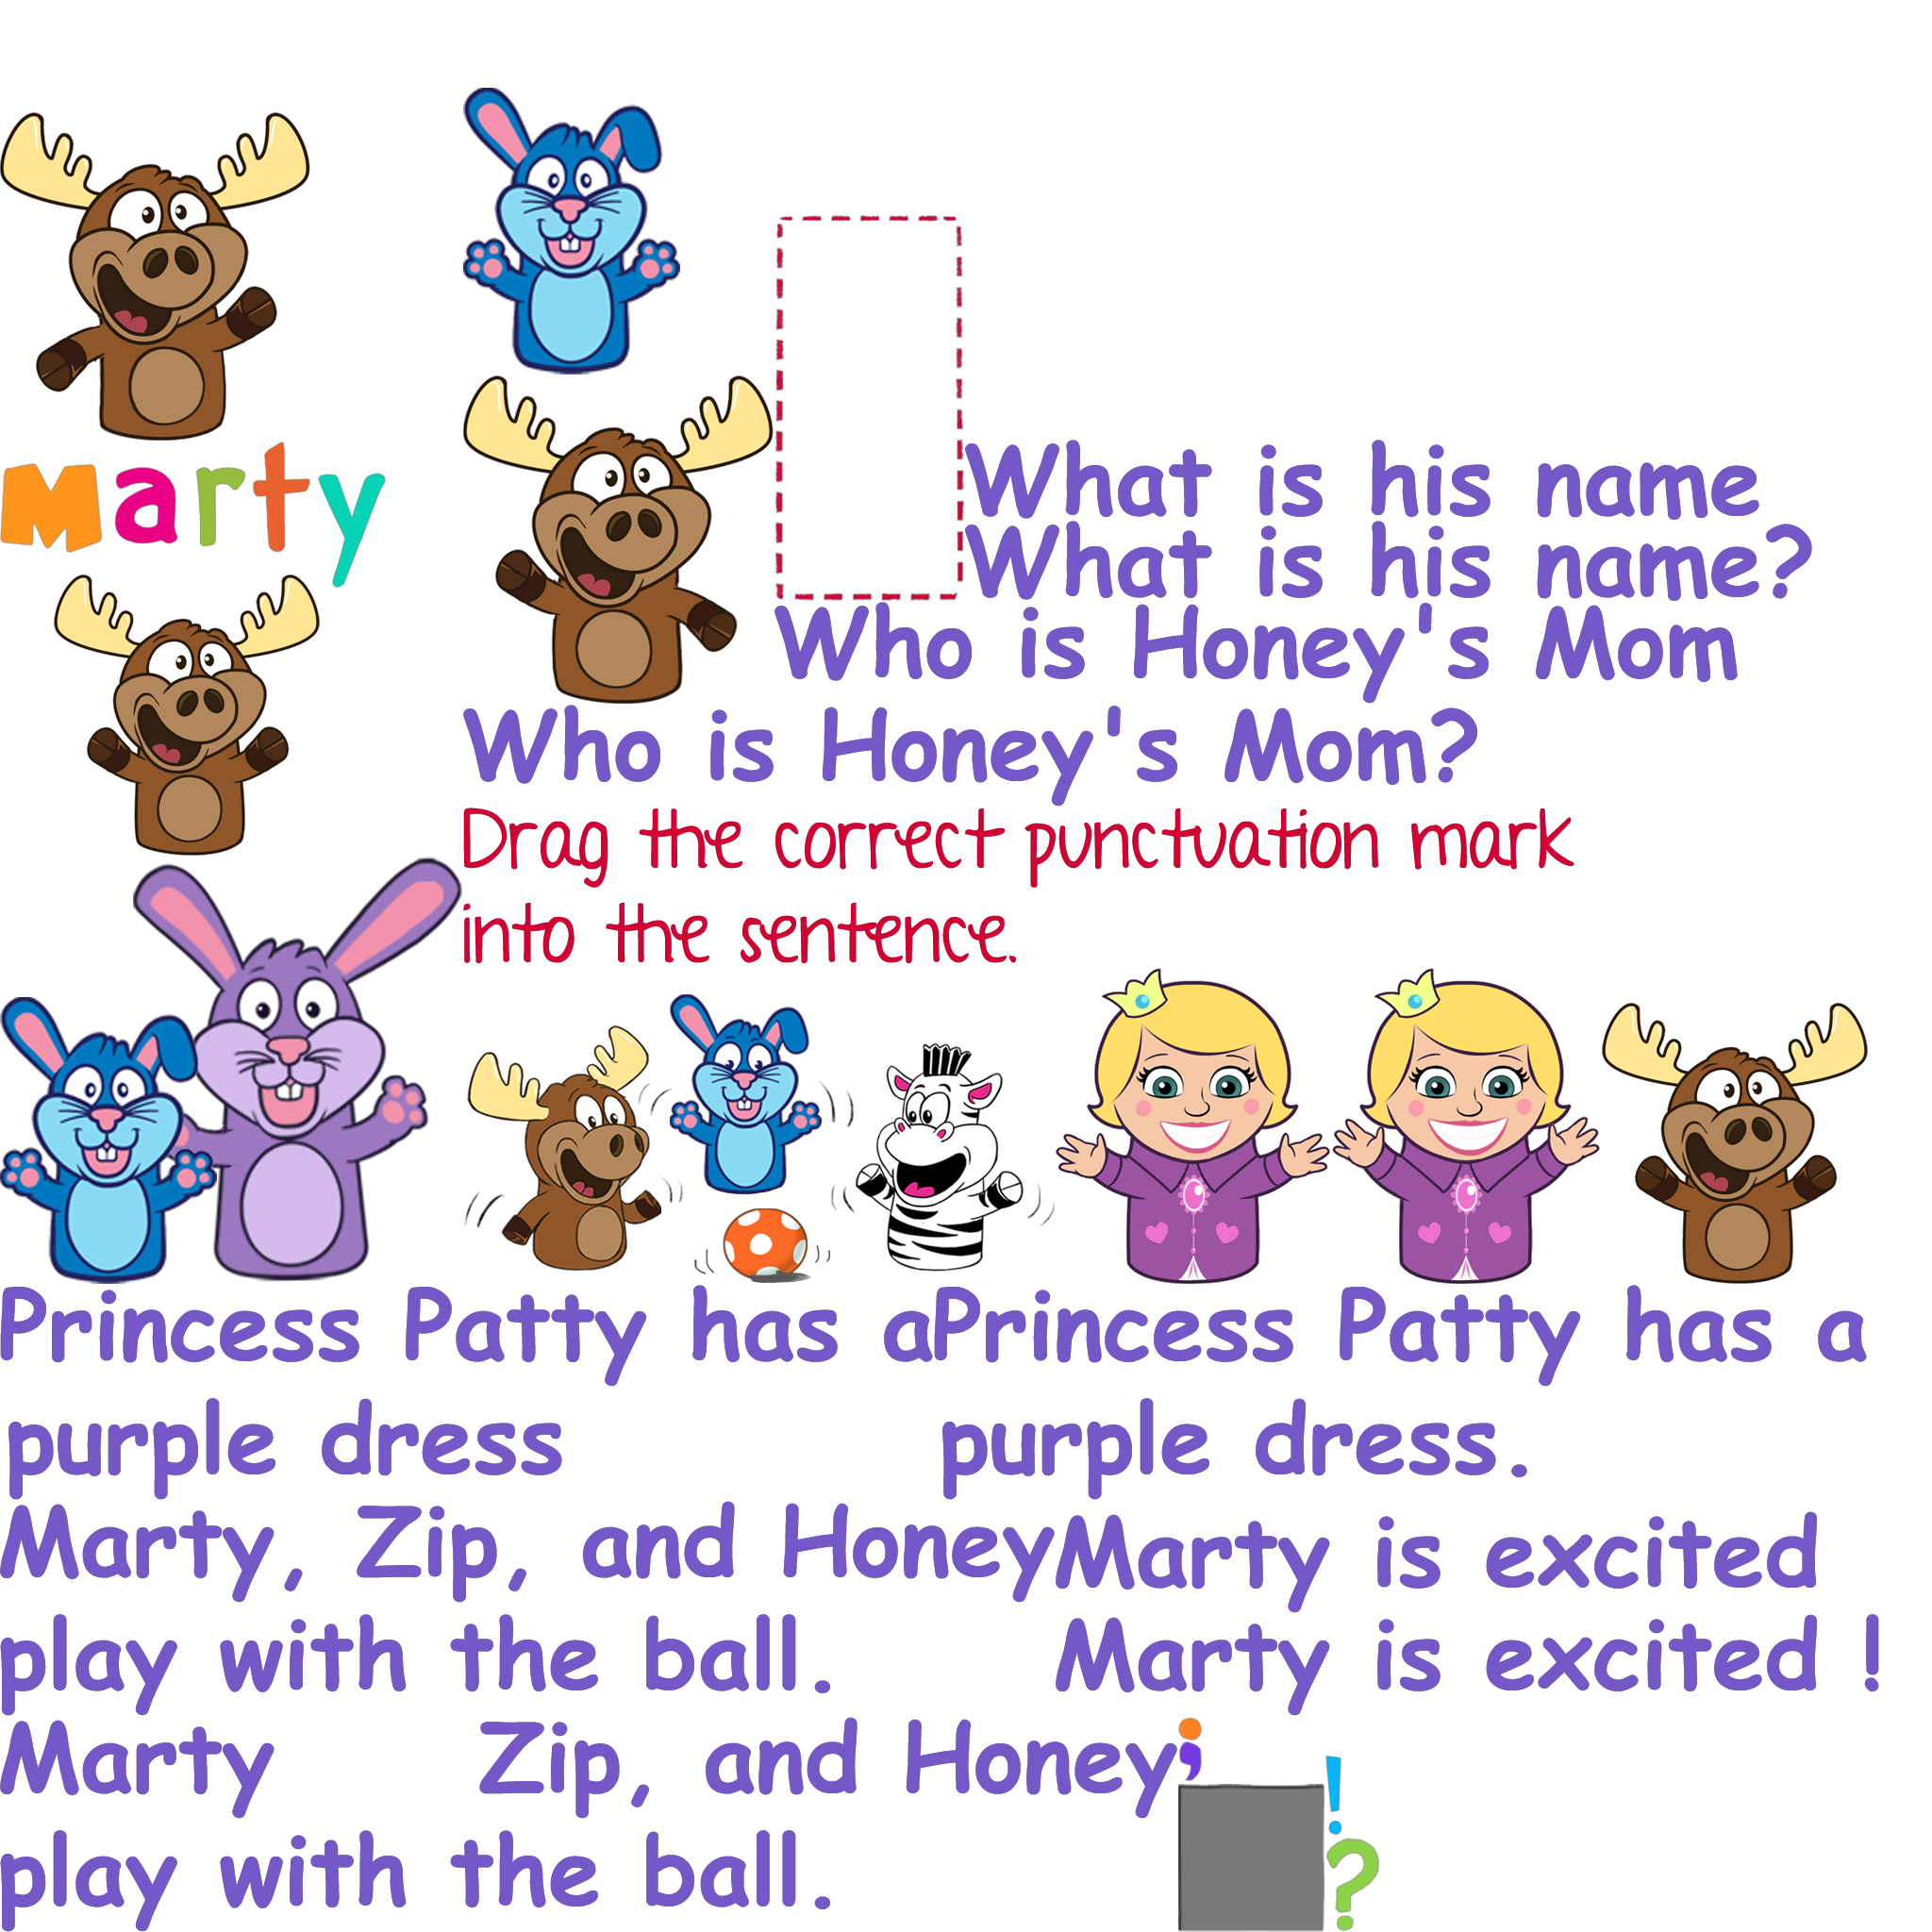 Marty
What is his name
What is his name?
Who is Honey's Mom
Who is Honey's Mom?
Drag the correct punctuation mark
into the sentence.
Princess Patty has a
purple dress
Princess Patty has a
purple dress.
Marty, Zip, and Honey
play with the ball.
Marty is excited
Marty is excited !
Marty Zip, and Honey
play with the ball.
.
,
!
?